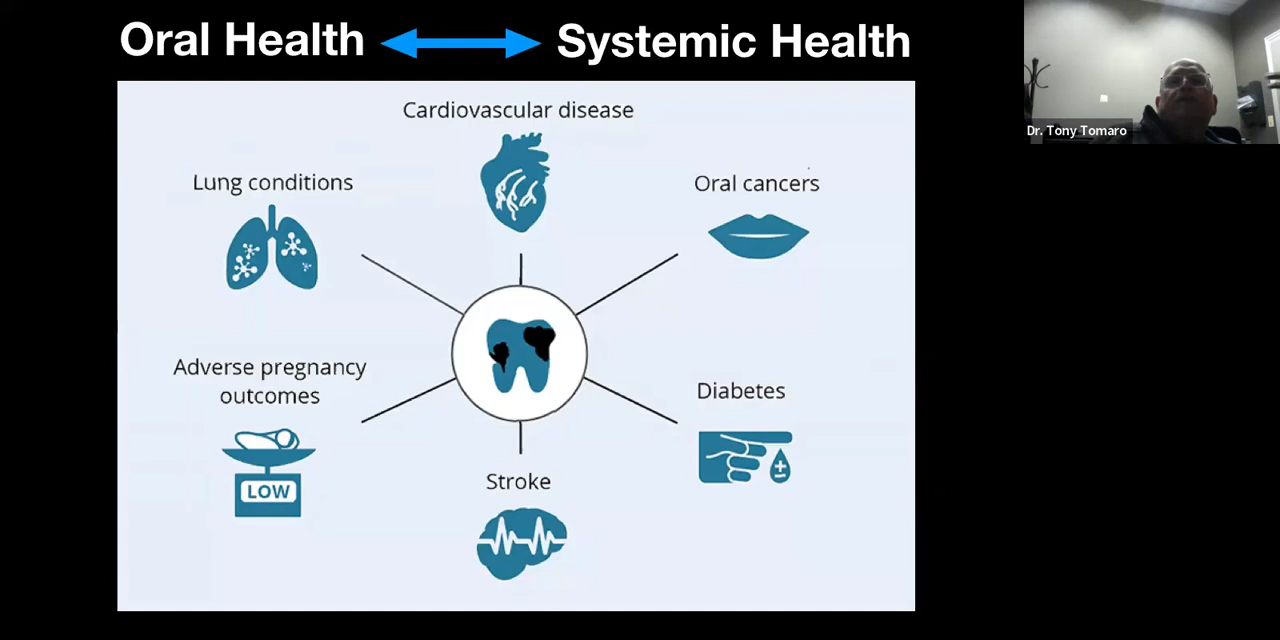 Oral Health Systemic Health
Dr. Tony Tomaro
Cardiovascular disease
Lung conditions
Oral cancers
Adverse pregnancy
outcomes
Diabetes
LOW
Stroke